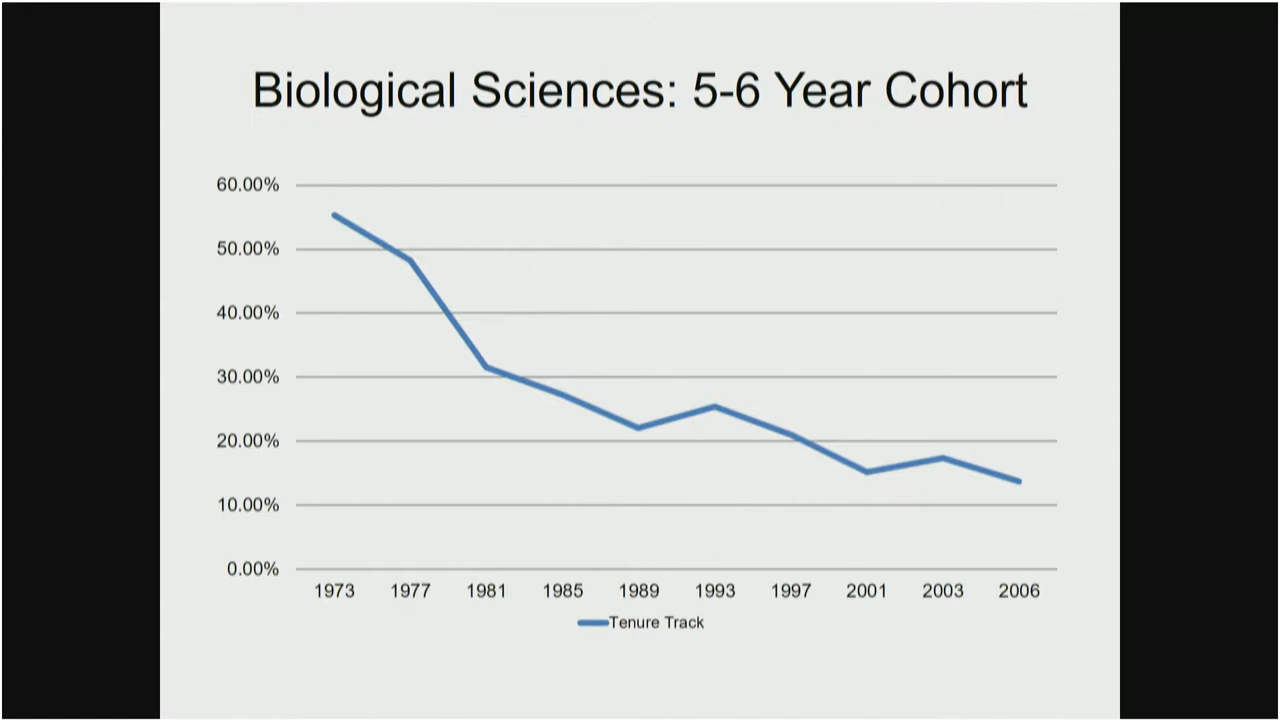 Biological Sciences: 5-6 Year Cohort
60.00%
50.00%
40.00%
30.00%
20.00%
10.00%
0.00%
1973 1977 1981 1985 1989 1993 1997 2001 2003 2006
Tenure Track